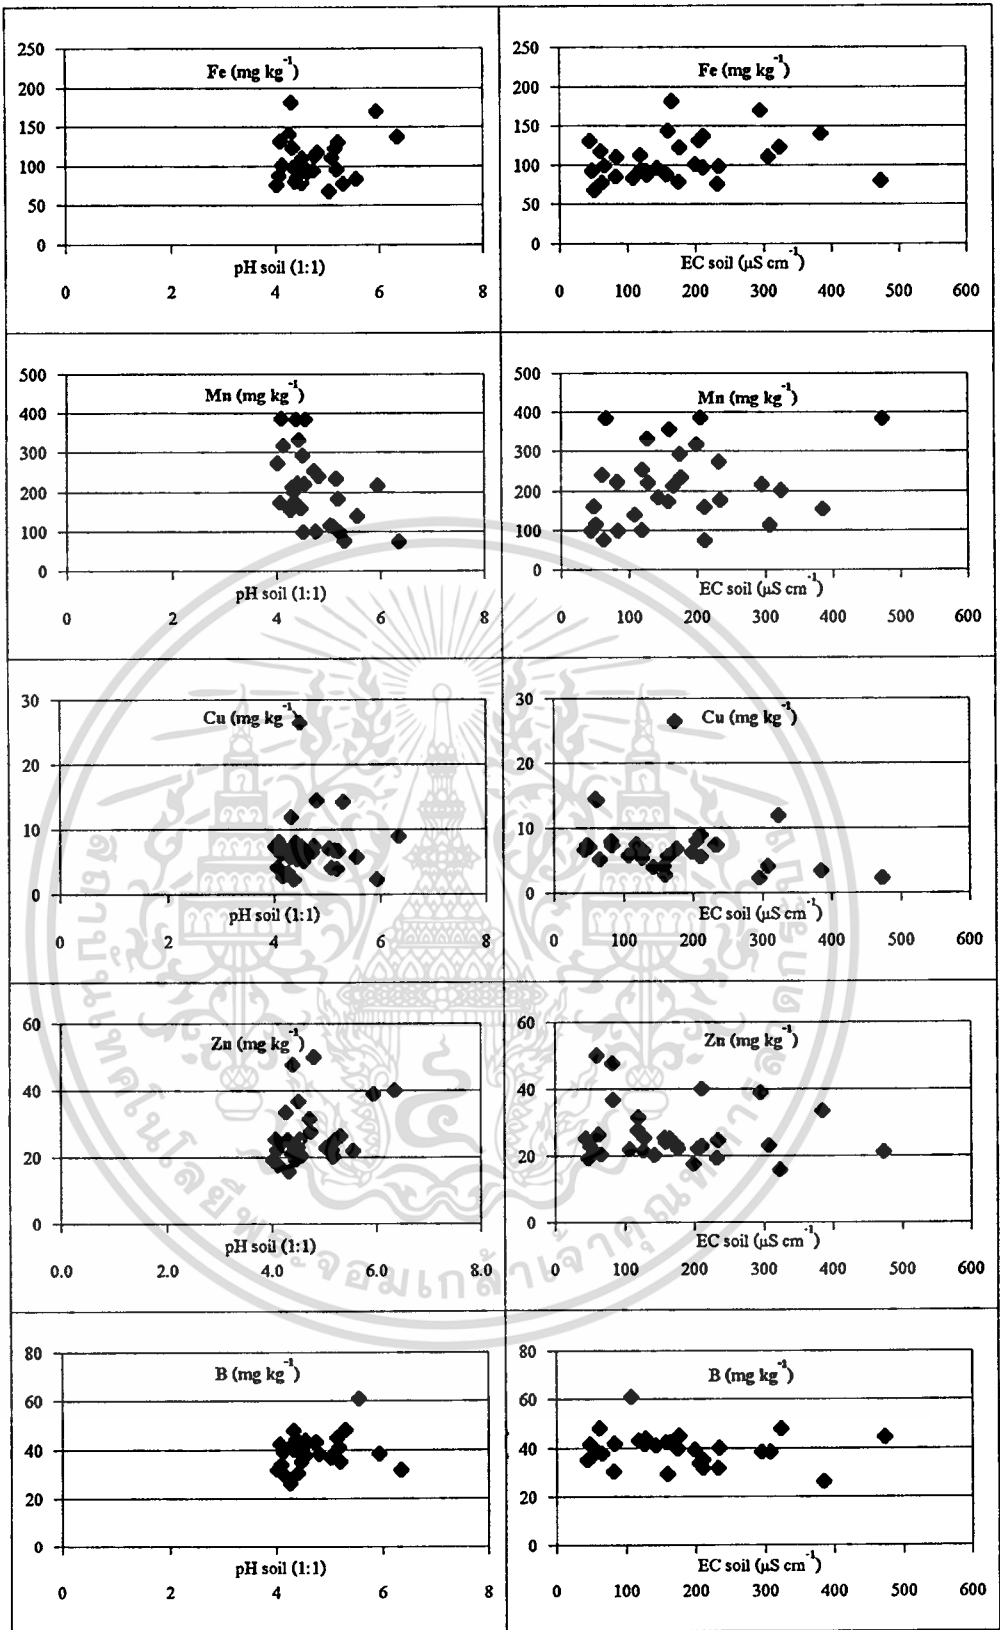 Fe (mg kg⁻¹)
250
200
150
100
50
0
pH soil (1:1)
0 2 4 6 8
Fe (mg kg⁻¹)
250
200
150
100
50
0
EC soil (µS cm⁻¹)
0 100 200 300 400 500 600
Mn (mg kg⁻¹)
500
400
300
200
100
0
pH soil (1:1)
0 2 4 6 8
Mn (mg kg⁻¹)
500
400
300
200
100
0
EC soil (µS cm⁻¹)
0 100 200 300 400 500 600
Cu (mg kg⁻¹)
30
20
10
0
pH soil (1:1)
0 2 4 6 8
Cu (mg kg⁻¹)
30
20
10
0
EC soil (µS cm⁻¹)
0 100 200 300 400 500 600
Zn (mg kg⁻¹)
60
40
20
0
pH soil (1:1)
0.0 2.0 4.0 6.0 8.0
Zn (mg kg⁻¹)
60
40
20
0
EC soil (µS cm⁻¹)
0 100 200 300 400 500 600
B (mg kg⁻¹)
80
60
40
20
0
pH soil (1:1)
0 2 4 6 8
B (mg kg⁻¹)
80
60
40
20
0
EC soil (µS cm⁻¹)
0 100 200 300 400 500 600